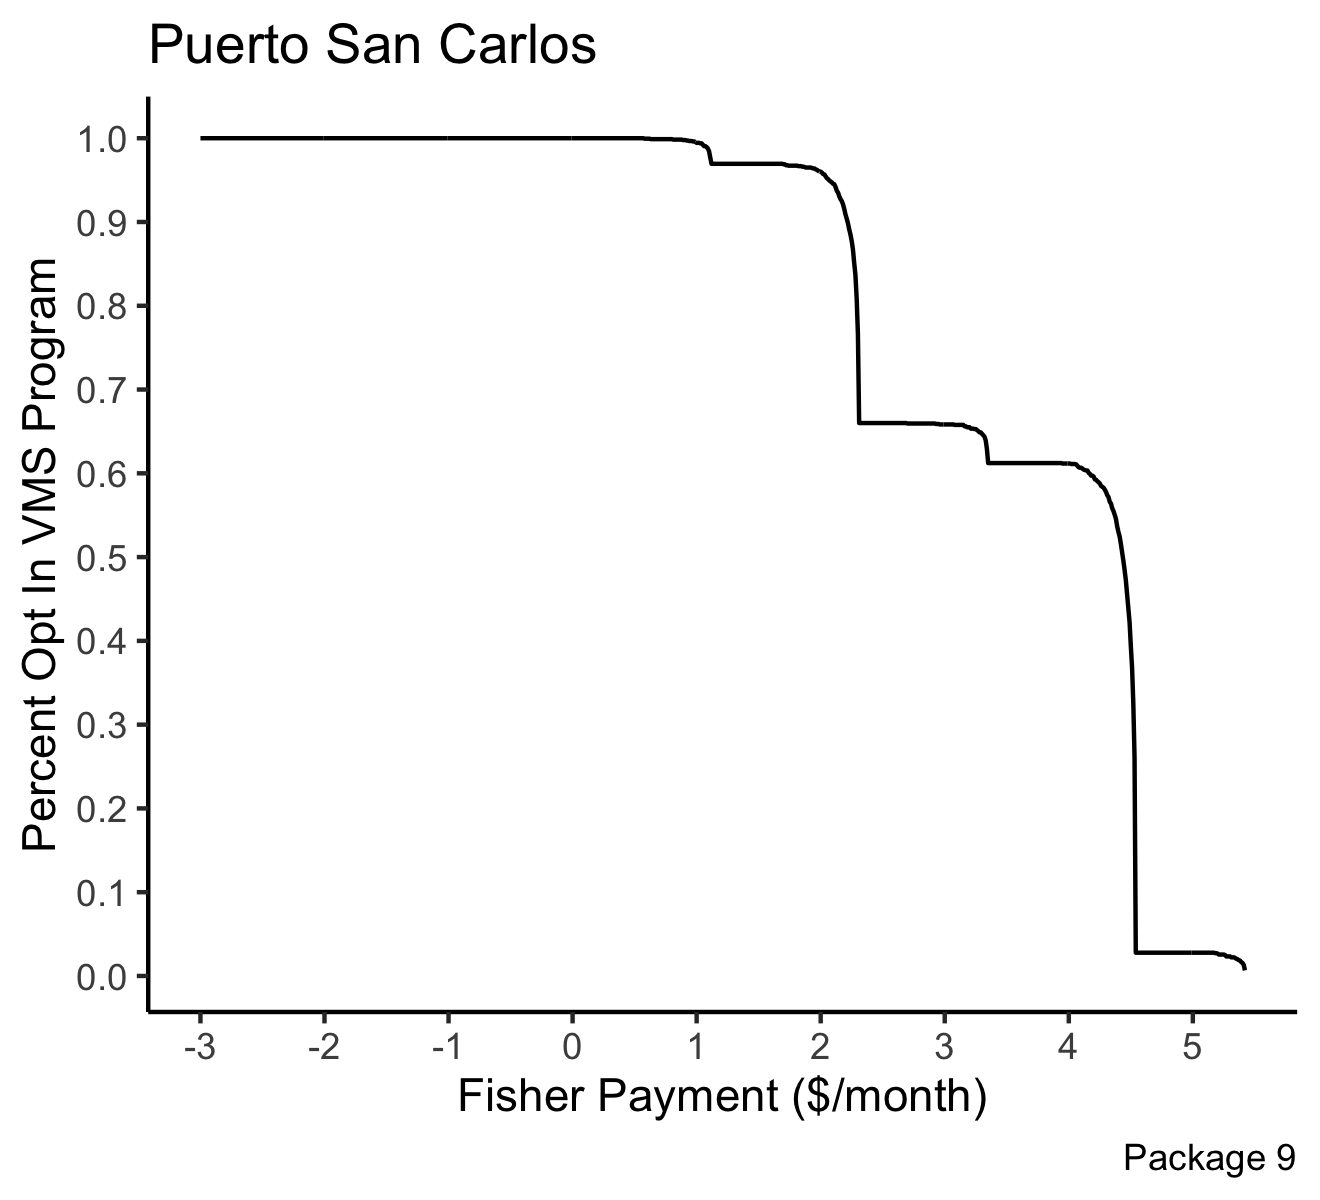 Puerto San Carlos
Percent Opt In VMS Program
1.0
0.9
0.8
0.7
0.6
0.5
0.4
0.3
0.2
0.1
0.0
-3 -2 -1 0 1 2 3 4 5
Fisher Payment ($/month)
Package 9